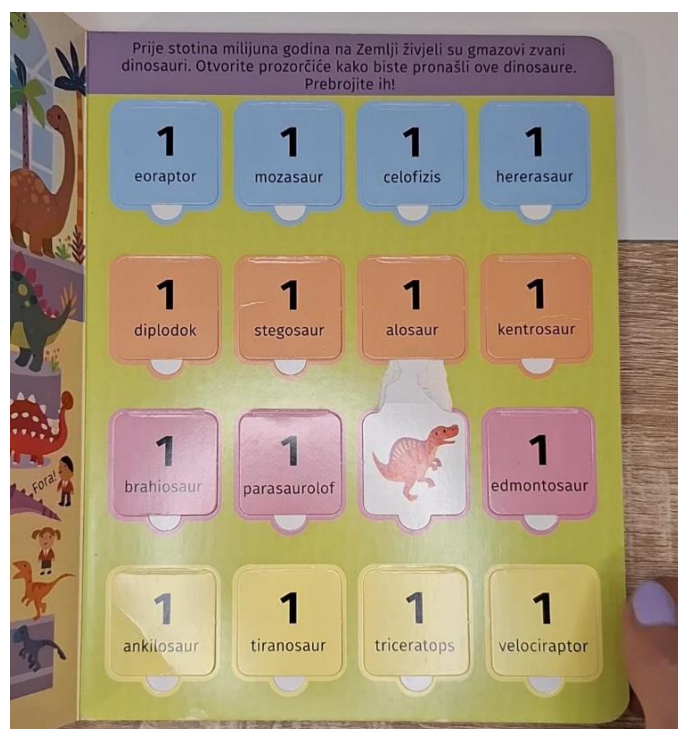 Prije stotina milijuna godina na Zemlji živjeli su gmazovi zvani
dinosauri. Otvorite prozorčiće kako biste pronašli ove dinosaure.
Prebrojite ih!
1 1 1 1
eoraptor mozasaur celofizis hererasaur
1 1 1 1
diplodok stegosaur alosaur kentrosaur
1 1 1
brahiosaur parasaurolof edmontosaur
Fora!
1 1 1 1
ankilosaur tiranosaur triceratops velociraptor